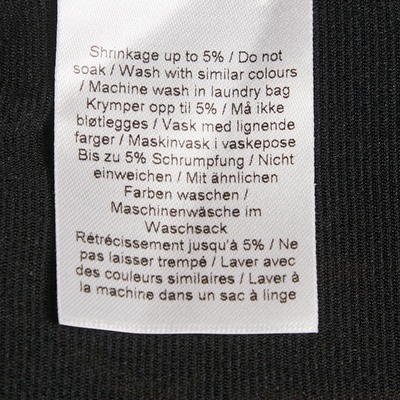 Shrinkage up to 5% / Do not
soak / Wash with similar colours
/ Machine wash in laundry bag
Krymper opp til 5% / Må ikke
bløtlegges / Vask med lignende
farger / Maskinvask i vaskepose
Bis zu 5% Schrumpfung / Nicht
einweichen / Mit ähnlichen
Farben waschen /
Maschinenwäsche im
Waschsack
Rétrécissement jusqu'à 5% / Ne
pas laisser trempé / Laver avec
des couleurs similaires / Laver à
la machine dans un sac à linge